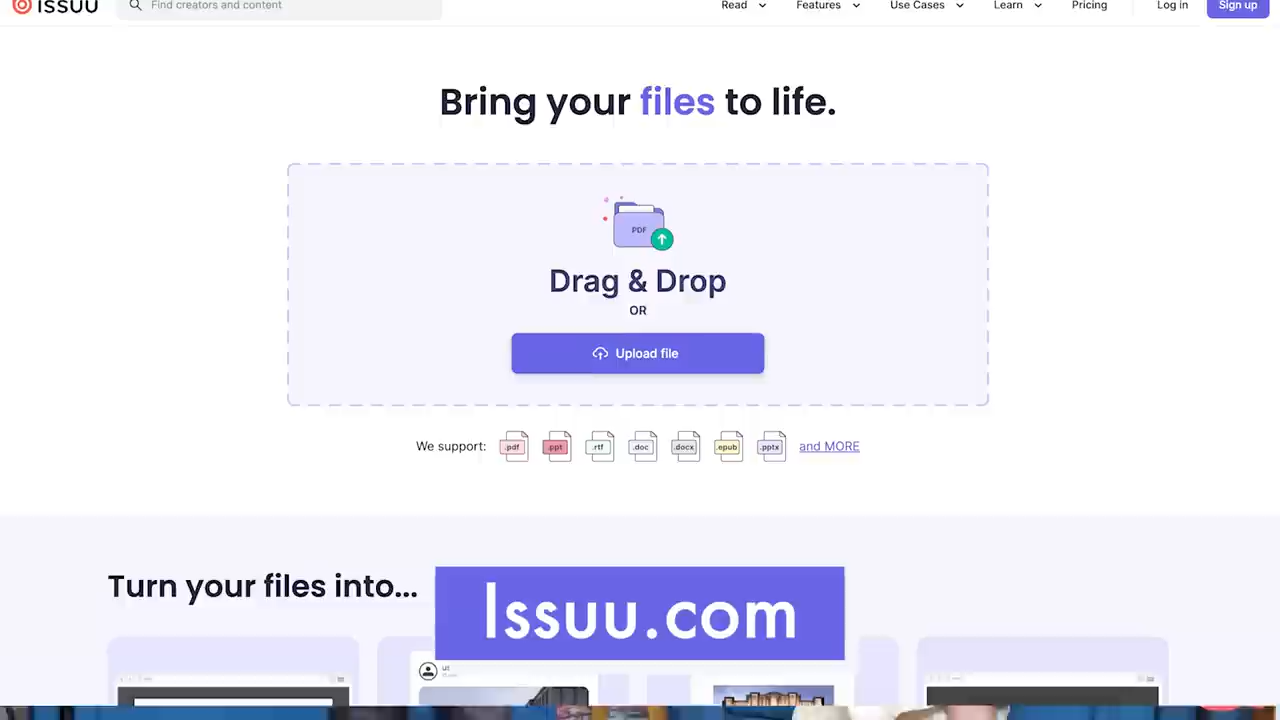 issuu
Find creators and content
Read
Features
Use Cases
Learn
Pricing
Log in
Sign up
Bring your files to life.
PDF
Drag & Drop
OR
Upload file
We support:
.pdf
.ppt
.rtf
.doc
.docx
.epub
.pptx
and MORE
Turn your files into...
Issuu.com